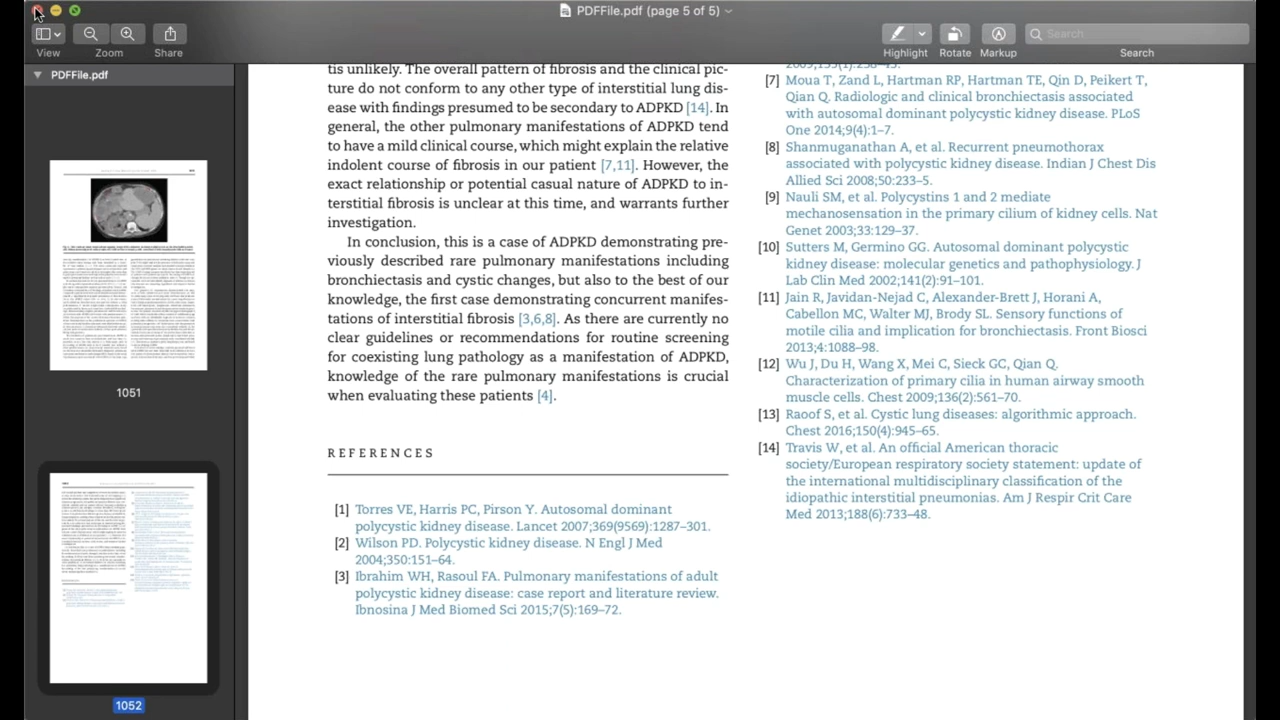 PDFFile.pdf (page 5 of 5)
View
Zoom
Share
Highlight
Rotate
Markup
Search
Search
PDFFile.pdf
1051
1052
tis unlikely. The overall pattern of fibrosis and the clinical pic-
ture do not conform to any other type of interstitial lung dis-
ease with findings presumed to be secondary to ADPKD [14]. In
general, the other pulmonary manifestations of ADPKD tend
to have a mild clinical course, which might explain the relative
indolent course of fibrosis in our patient [7,11]. However, the
exact relationship or potential casual nature of ADPKD to in-
terstitial fibrosis is unclear at this time, and warrants further
investigation.
In conclusion, this is a case of ADPKD demonstrating pre-
viously described rare pulmonary manifestations including
bronchiectasis and cystic changes, but also to the best of our
knowledge, the first case demonstrating concurrent manifes-
tations of interstitial fibrosis [3,6,8]. As there are currently no
clear guidelines or recommendations for routine screening
for coexisting lung pathology as a manifestation of ADPKD,
knowledge of the rare pulmonary manifestations is crucial
when evaluating these patients [4].
REFERENCES
[1] Torres VE, Harris PC, Pirson Y. Autosomal dominant
polycystic kidney disease. Lancet 2007;369(9569):1287–301.
[2] Wilson PD. Polycystic kidney disease. N Engl J Med
[3] Ibrahim WH, Rasoul FA. Pulmonary manifestations of adult
polycystic kidney disease: case report and literature review.
Ibnosina J Med Biomed Sci 2015;7(5):169–72.
[7] Moua T, Zand L, Hartman RP, Hartman TE, Qin D, Peikert T,
Qian Q. Radiologic and clinical bronchiectasis associated
with autosomal dominant polycystic kidney disease. PLoS
One 2014;9(4):1–7.
[8] Shanmuganathan A, et al. Recurrent pneumothorax
associated with polycystic kidney disease. Indian J Chest Dis
Allied Sci 2008;50:233–5.
[9] Nauli SM, et al. Polycystins 1 and 2 mediate
mechanosensation in the primary cilium of kidney cells. Nat
Genet 2003;33:129–37.
[10] Sutters M, Germino GG. Autosomal dominant polycystic
kidney disease: molecular genetics and pathophysiology. J
Lab Clin Med 2002;141(2):91–101.
[11] Jain R, Javidan-Nejad C, Alexander-Brett J, Horani A,
Cabellon MC, Walter MJ, Brody SL. Sensory functions of
motile cilia and implication for bronchiectasis. Front Biosci
2013;4:1088–98.
[12] Wu J, Du H, Wang X, Mei C, Sieck GC, Qian Q.
Characterization of primary cilia in human airway smooth
muscle cells. Chest 2009;136(2):561–70.
[13] Raoof S, et al. Cystic lung diseases: algorithmic approach.
Chest 2016;150(4):945–65.
[14] Travis W, et al. An official American thoracic
society/European respiratory society statement: update of
the international multidisciplinary classification of the
idiopathic interstitial pneumonias. Am J Respir Crit Care
Med 2013;188(6):733–48.